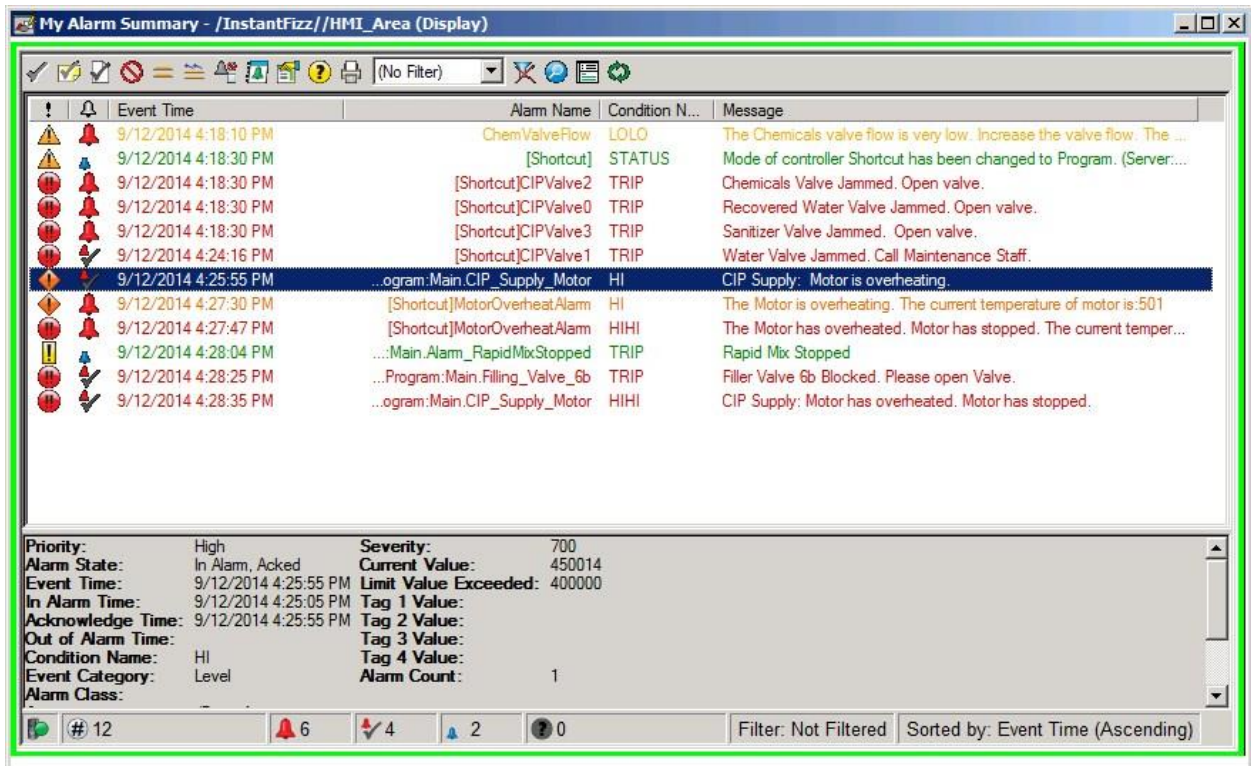 My Alarm Summary - /InstantFizz//HMI_Area (Display)
(No Filter)
! Event Time Alarm Name Condition N... Message
9/12/2014 4:18:10 PM ChemValveFlow LOLO The Chemicals valve flow is very low. Increase the valve flow. The ...
9/12/2014 4:18:30 PM [Shortcut] STATUS Mode of controller Shortcut has been changed to Program. (Server:...
9/12/2014 4:18:30 PM [Shortcut]CIPValve2 TRIP Chemicals Valve Jammed. Open valve.
9/12/2014 4:18:30 PM [Shortcut]CIPValve0 TRIP Recovered Water Valve Jammed. Open valve.
9/12/2014 4:18:30 PM [Shortcut]CIPValve3 TRIP Sanitizer Valve Jammed. Open valve.
9/12/2014 4:24:16 PM [Shortcut]CIPValve1 TRIP Water Valve Jammed. Call Maintenance Staff.
9/12/2014 4:25:55 PM ...ogram:Main.CIP_Supply_Motor HI CIP Supply: Motor is overheating.
9/12/2014 4:27:30 PM [Shortcut]MotorOverheatAlarm HI The Motor is overheating. The current temperature of motor is:501
9/12/2014 4:27:47 PM [Shortcut]MotorOverheatAlarm HIHI The Motor has overheated. Motor has stopped. The current temper...
9/12/2014 4:28:04 PM ...:Main.Alarm_RapidMixStopped TRIP Rapid Mix Stopped
9/12/2014 4:28:25 PM ...Program:Main.Filling_Valve_6b TRIP Filler Valve 6b Blocked. Please open Valve.
9/12/2014 4:28:35 PM ...ogram:Main.CIP_Supply_Motor HIHI CIP Supply: Motor has overheated. Motor has stopped.
Priority: High Severity: 700
Alarm State: In Alarm, Acked Current Value: 450014
Event Time: 9/12/2014 4:25:55 PM Limit Value Exceeded: 400000
In Alarm Time: 9/12/2014 4:25:05 PM Tag 1 Value:
Acknowledge Time: 9/12/2014 4:25:55 PM Tag 2 Value:
Out of Alarm Time: Tag 3 Value:
Condition Name: HI Tag 4 Value:
Event Category: Level Alarm Count: 1
Alarm Class:
# 12 6 4 2 ? 0 Filter: Not Filtered Sorted by: Event Time (Ascending)